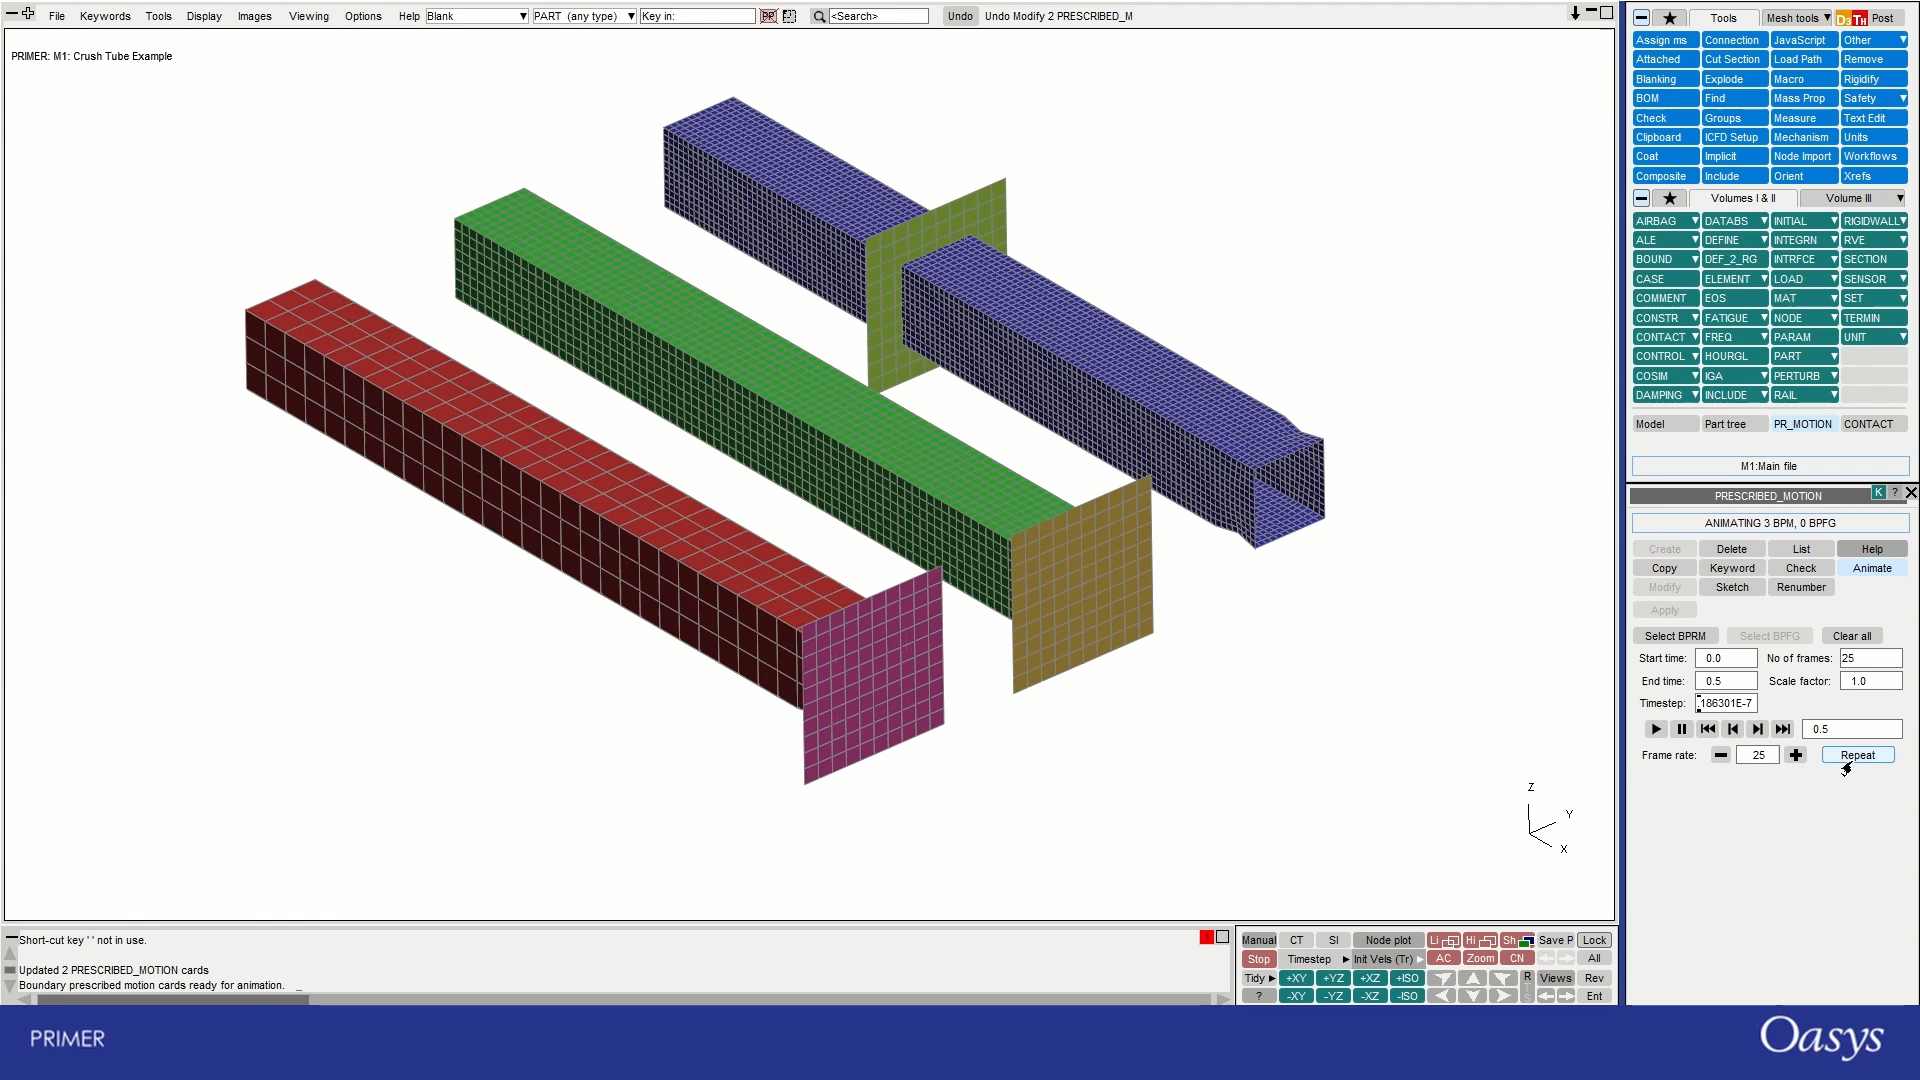 File Keywords Tools Display Images Viewing Options Help Blank PART (any type) Key in: <Search> Undo Undo Modify 2 PRESCRIBED_M
PRIMER: M1: Crush Tube Example
Z
Y
X
Tools Mesh tools D3 TH Post
Assign ms Connection JavaScript Other
Attached Cut Section Load Path Remove
Blanking Explode Macro Rigidify
BOM Find Mass Prop Safety
Check Groups Measure Text Edit
Clipboard ICFD Setup Mechanism Units
Coat Implicit Node Import Workflows
Composite Include Orient Xrefs
Volumes I & II Volume III
AIRBAG DATABS INITIAL RIGIDWALL
ALE DEFINE INTEGRN RVE
BOUND DEF_2_RG INTRFCE SECTION
CASE ELEMENT LOAD SENSOR
COMMENT EOS MAT SET
CONSTR FATIGUE NODE TERMIN
CONTACT FREQ PARAM UNIT
CONTROL HOURGL PART
COSIM IGA PERTURB
DAMPING INCLUDE RAIL
Model Part tree PR_MOTION CONTACT
M1:Main file
PRESCRIBED_MOTION K ? X
ANIMATING 3 BPM, 0 BPFG
Create Delete List Help
Copy Keyword Check Animate
Modify Sketch Renumber
Apply
Select BPRM Select BPFG Clear all
Start time: 0.0 No of frames: 25
End time: 0.5 Scale factor: 1.0
Timestep: .186301E-7
0.5
Frame rate: 25 Repeat
Short-cut key ' ' not in use.
Updated 2 PRESCRIBED_MOTION cards
Boundary prescribed motion cards ready for animation. _
Manual CT SI Node plot Li Hi Sh Save P Lock
Stop Timestep Init Vels (Tr) AC Zoom CN All
Tidy +XY +YZ +XZ +ISO R Views Rev
? -XY -YZ -XZ -ISO Ent
PRIMER
Oasys